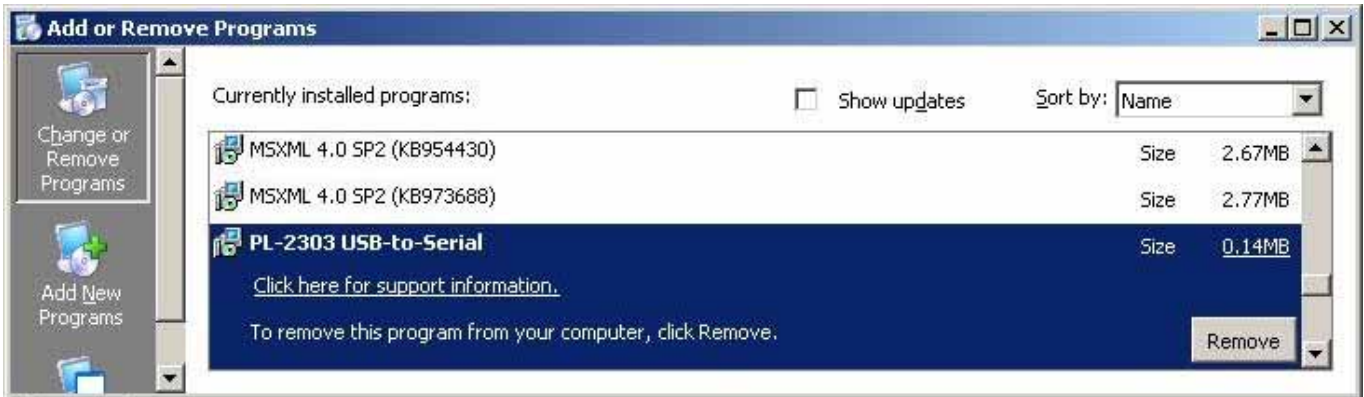 Add or Remove Programs
Change or
Remove
Programs
Add New
Programs
Currently installed programs:
Show updates
Sort by: Name
MSXML 4.0 SP2 (KB954430) Size 2.67MB
MSXML 4.0 SP2 (KB973688) Size 2.77MB
PL-2303 USB-to-Serial Size 0.14MB
Click here for support information.
To remove this program from your computer, click Remove.
Remove